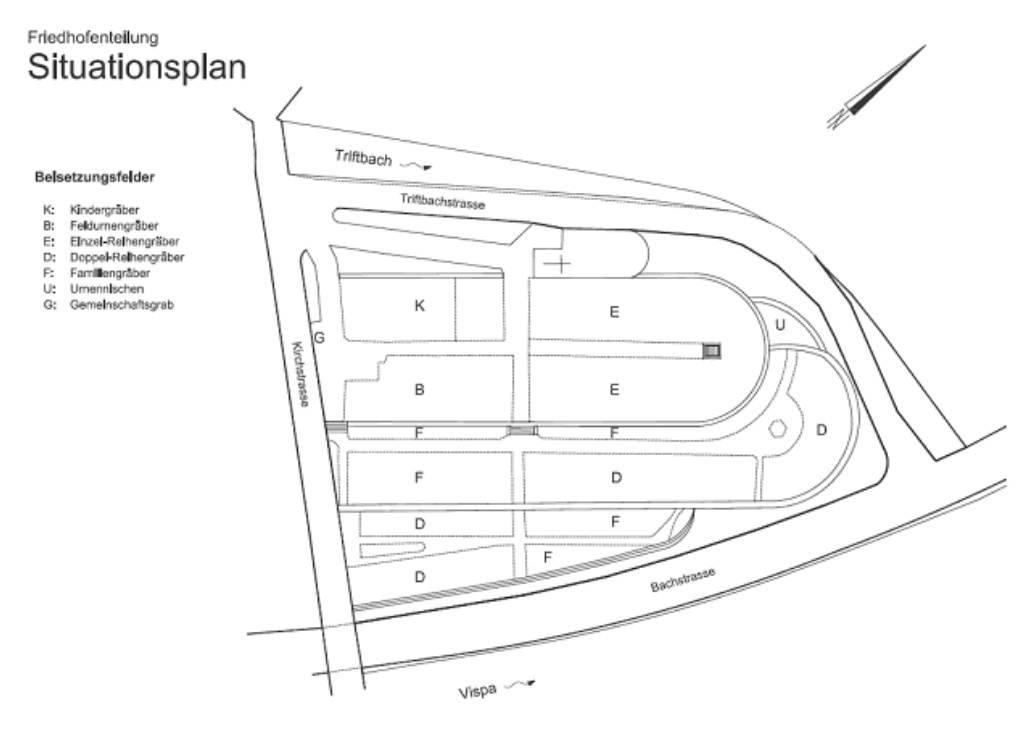 Friedhofenteilung
Situationsplan
Beisetzungsfelder
K: Kindergräber
B: Feldurnengräber
E: Einzel-Reihengräber
D: Doppel-Reihengräber
F: Familiengräber
U: Urnennischen
G: Gemeinschaftsgrab
N
Triftbach
Triftbachstrasse
K
E
U
G
Kirchstrasse
B
E
F
F
D
F
D
D
F
F
D
Bachstrasse
Vispa